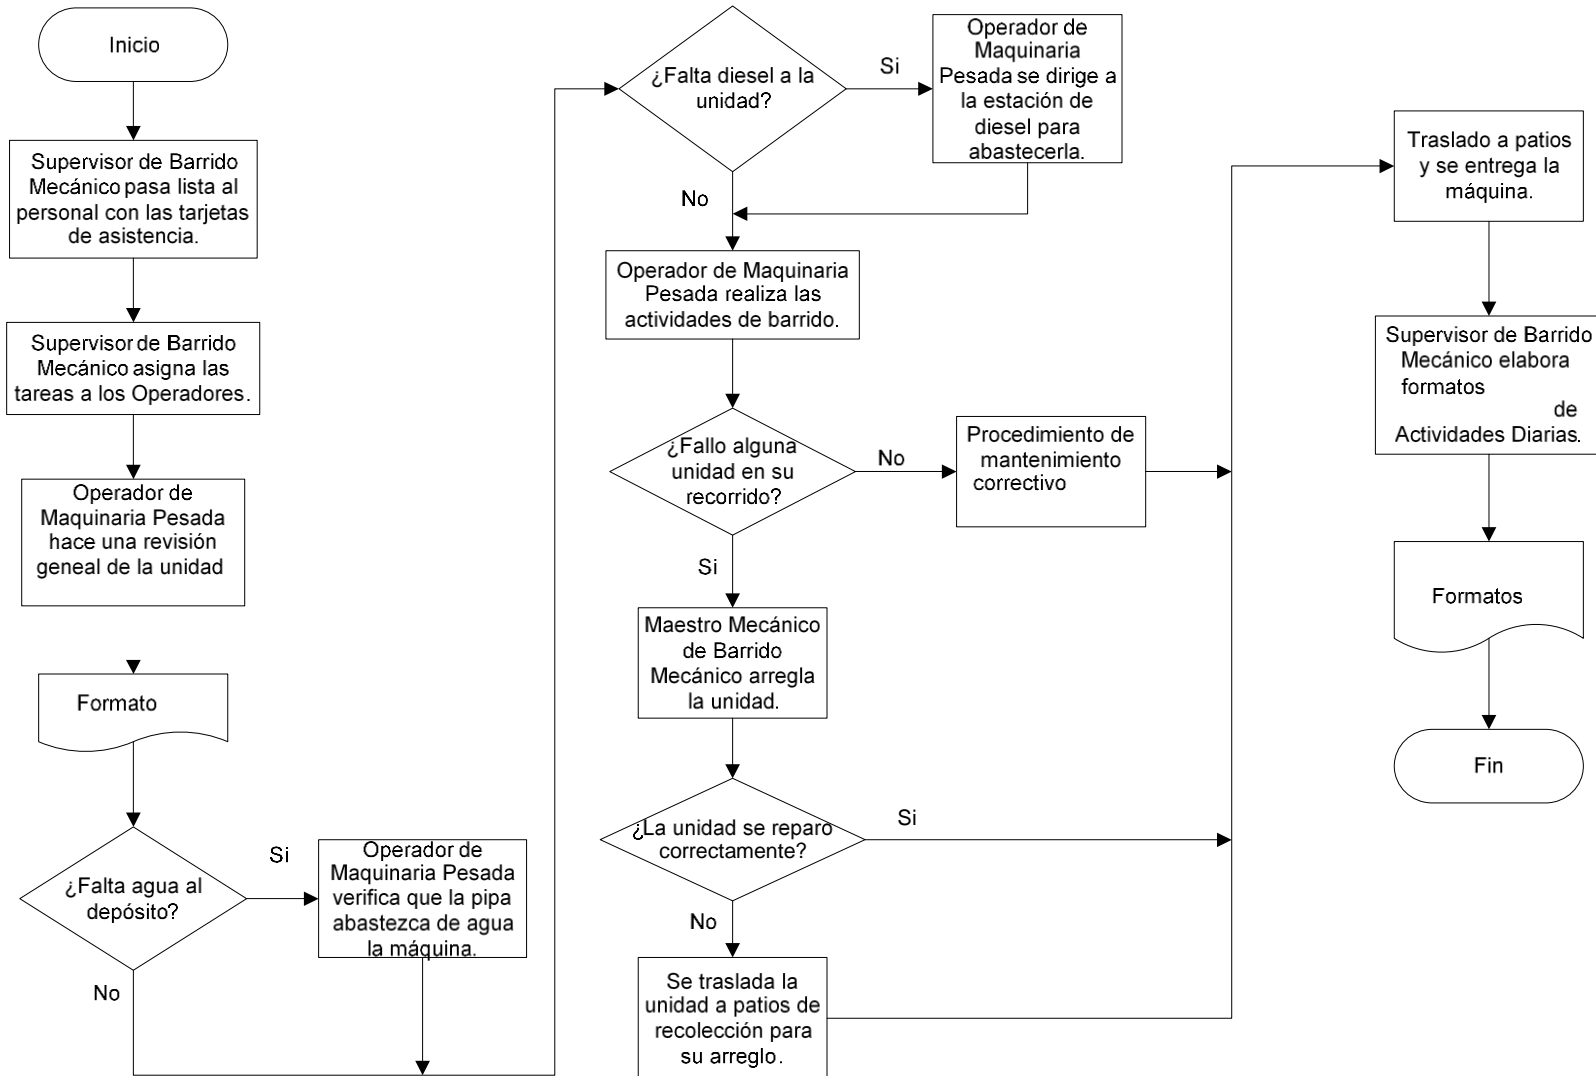 Inicio
Supervisor de Barrido
Mecánico pasa lista al
personal con las tarjetas
de asistencia.
Supervisor de Barrido
Mecánico asigna las
tareas a los Operadores.
Operador de
Maquinaria Pesada
hace una revisión
geneal de la unidad
Formato
¿Falta agua al
depósito?
Si
No
Operador de
Maquinaria Pesada
verifica que la pipa
abastezca de agua
la máquina.
¿Falta diesel a la
unidad?
Si
No
Operador de
Maquinaria
Pesada se dirige a
la estación de
diesel para
abastecerla.
Operador de Maquinaria
Pesada realiza las
actividades de barrido.
¿Fallo alguna
unidad en su
recorrido?
No
Si
Procedimiento de
mantenimiento
correctivo
Maestro Mecánico
de Barrido
Mecánico arregla
la unidad.
¿La unidad se reparo
correctamente?
Si
No
Se traslada la
unidad a patios de
recolección para
su arreglo.
Traslado a patios
y se entrega la
máquina.
Supervisor de Barrido
Mecánico elabora
formatos
de
Actividades Diarias.
Formatos
Fin